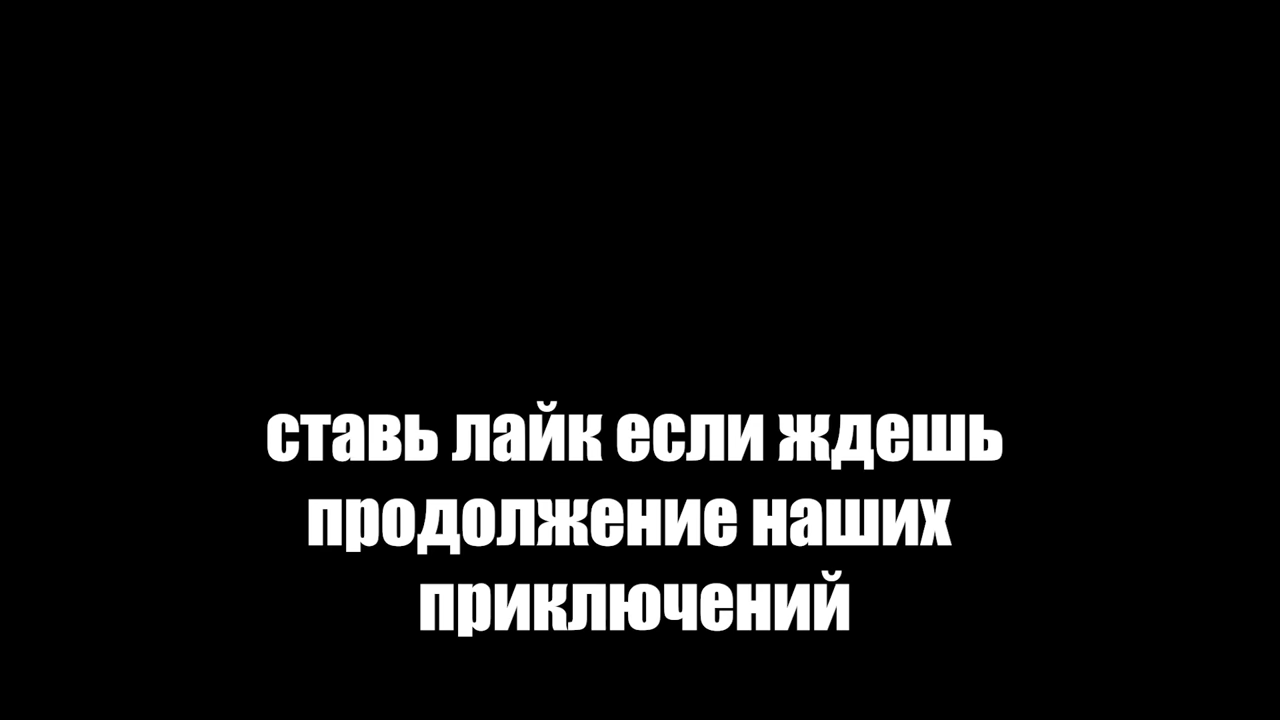 ставь лайк если ждешь
продолжение наших
приключений